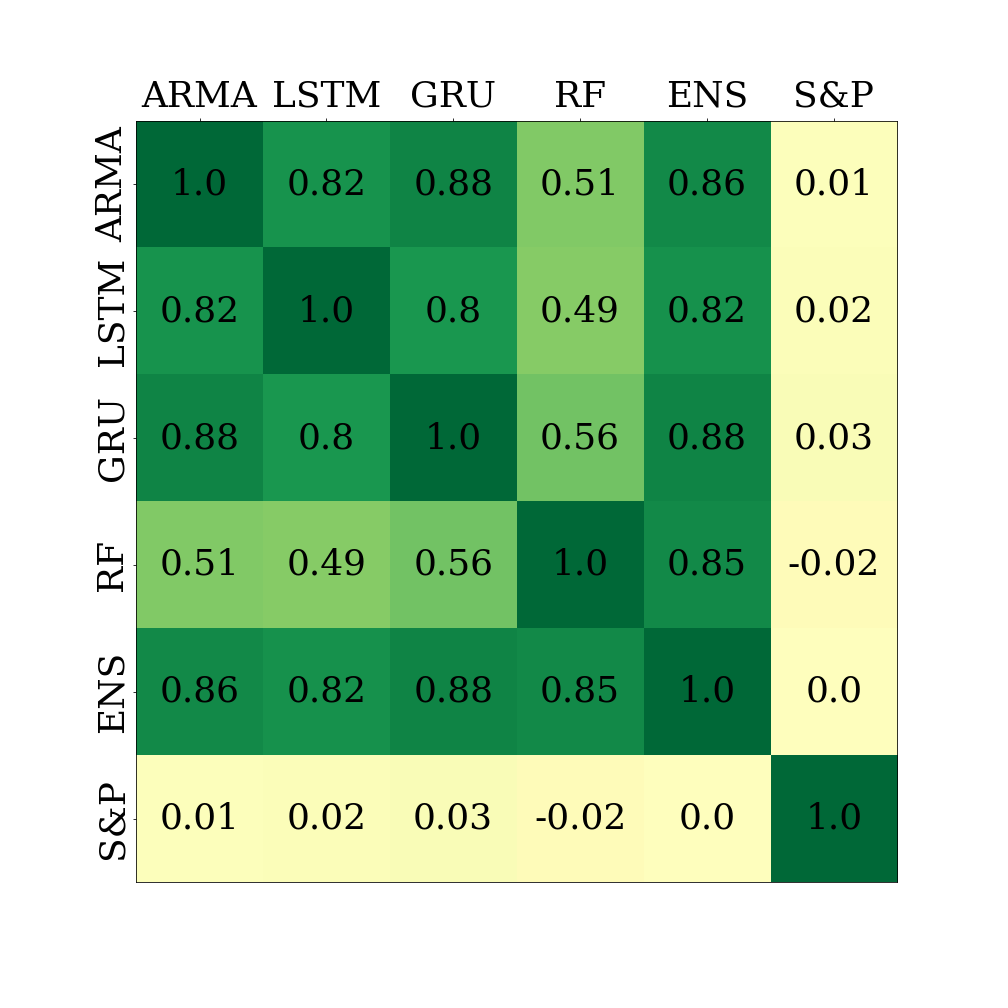 ARMA LSTM GRU RF ENS S&P
ARMA 1.0 0.82 0.88 0.51 0.86 0.01
LSTM 0.82 1.0 0.8 0.49 0.82 0.02
GRU 0.88 0.8 1.0 0.56 0.88 0.03
RF 0.51 0.49 0.56 1.0 0.85 -0.02
ENS 0.86 0.82 0.88 0.85 1.0 0.0
S&P 0.01 0.02 0.03 -0.02 0.0 1.0